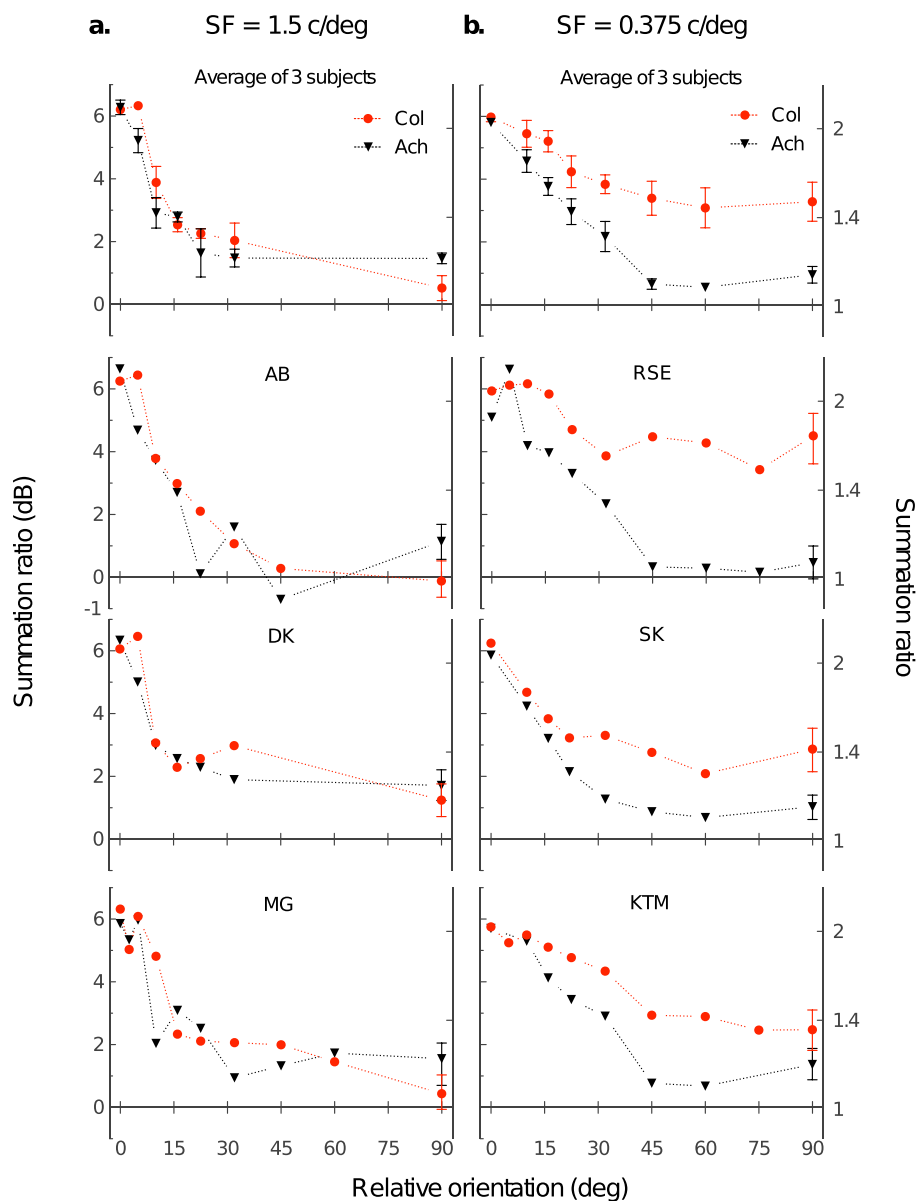 a. SF = 1.5 c/deg b. SF = 0.375 c/deg
Average of 3 subjects Average of 3 subjects
Col Col
Ach Ach
6 2
4
1.4
2
0 1
AB RSE
6 2
4
1.4
2
0 1
-1
DK SK
6 2
4
1.4
2
0 1
MG KTM
6 2
4
1.4
2
0 1
0 15 30 45 60 75 90 0 15 30 45 60 75 90
Relative orientation (deg)
Summation ratio (dB)
Summation ratio